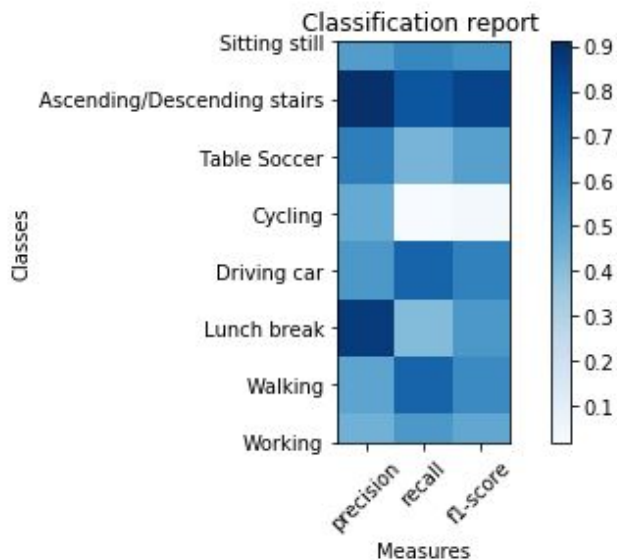 Classification report
Classes
Sitting still
Ascending/Descending stairs
Table Soccer
Cycling
Driving car
Lunch break
Walking
Working
precision
recall
f1-score
Measures
0.9
0.8
0.7
0.6
0.5
0.4
0.3
0.2
0.1